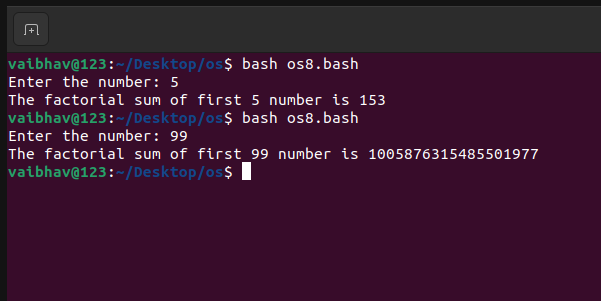 vaibhav@123:~/Desktop/os$ bash os8.bash
Enter the number: 5
The factorial sum of first 5 number is 153
vaibhav@123:~/Desktop/os$ bash os8.bash
Enter the number: 99
The factorial sum of first 99 number is 1005876315485501977
vaibhav@123:~/Desktop/os$